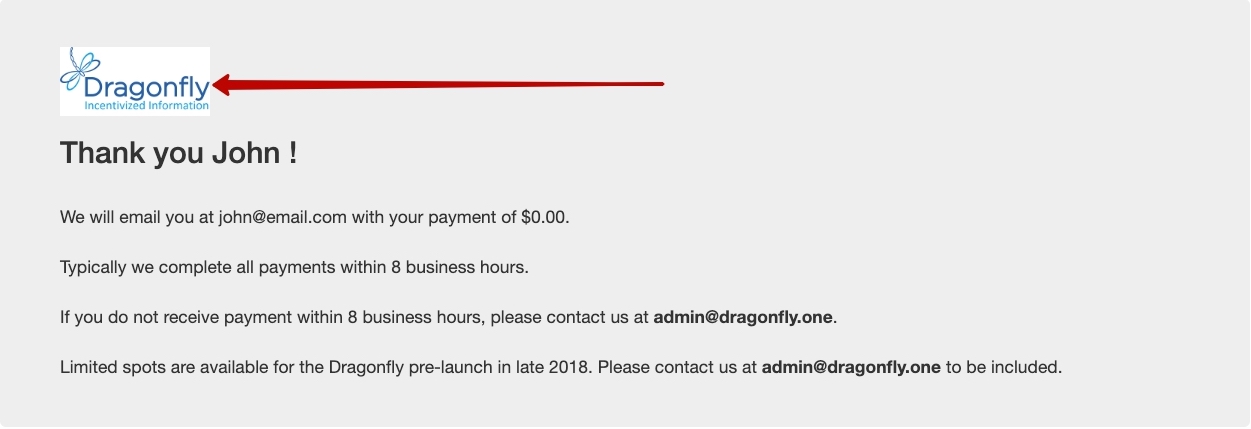 Dragonfly
Incentivized Information
Thank you John !
We will email you at john@email.com with your payment of $0.00.
Typically we complete all payments within 8 business hours.
If you do not receive payment within 8 business hours, please contact us at admin@dragonfly.one.
Limited spots are available for the Dragonfly pre-launch in late 2018. Please contact us at admin@dragonfly.one to be included.